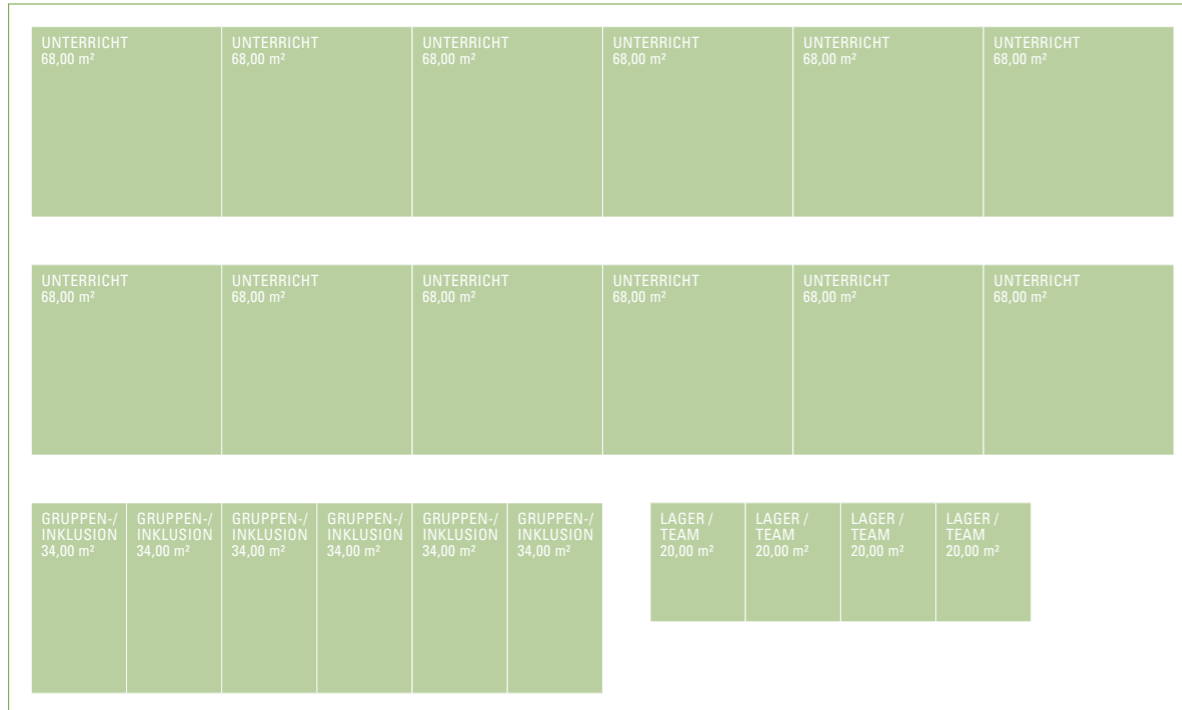 UNTERRICHT
68,00 m²
UNTERRICHT
68,00 m²
UNTERRICHT
68,00 m²
UNTERRICHT
68,00 m²
UNTERRICHT
68,00 m²
UNTERRICHT
68,00 m²
UNTERRICHT
68,00 m²
UNTERRICHT
68,00 m²
UNTERRICHT
68,00 m²
UNTERRICHT
68,00 m²
UNTERRICHT
68,00 m²
UNTERRICHT
68,00 m²
GRUPPEN-/
INKLUSION
34,00 m²
GRUPPEN-/
INKLUSION
34,00 m²
GRUPPEN-/
INKLUSION
34,00 m²
GRUPPEN-/
INKLUSION
34,00 m²
GRUPPEN-/
INKLUSION
34,00 m²
GRUPPEN-/
INKLUSION
34,00 m²
LAGER /
TEAM
20,00 m²
LAGER /
TEAM
20,00 m²
LAGER /
TEAM
20,00 m²
LAGER /
TEAM
20,00 m²